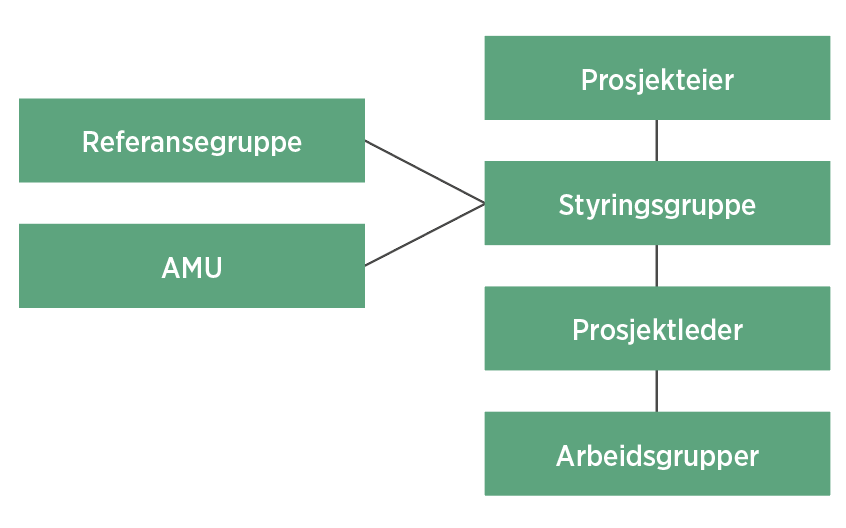 Prosjekteier
Referansegruppe
Styringsgruppe
AMU
Prosjektleder
Arbeidsgrupper